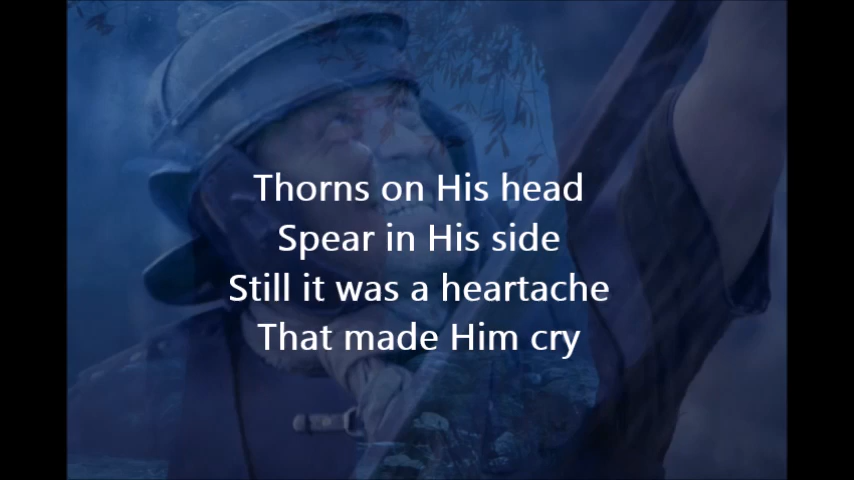 Thorns on His head
Spear in His side
Still it was a heartache
That made Him cry